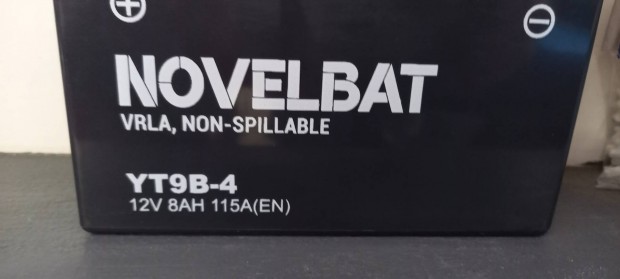 NOVELBAT
VRLA, NON-SPILLABLE
YT9B-4
12V 8AH 115A(EN)